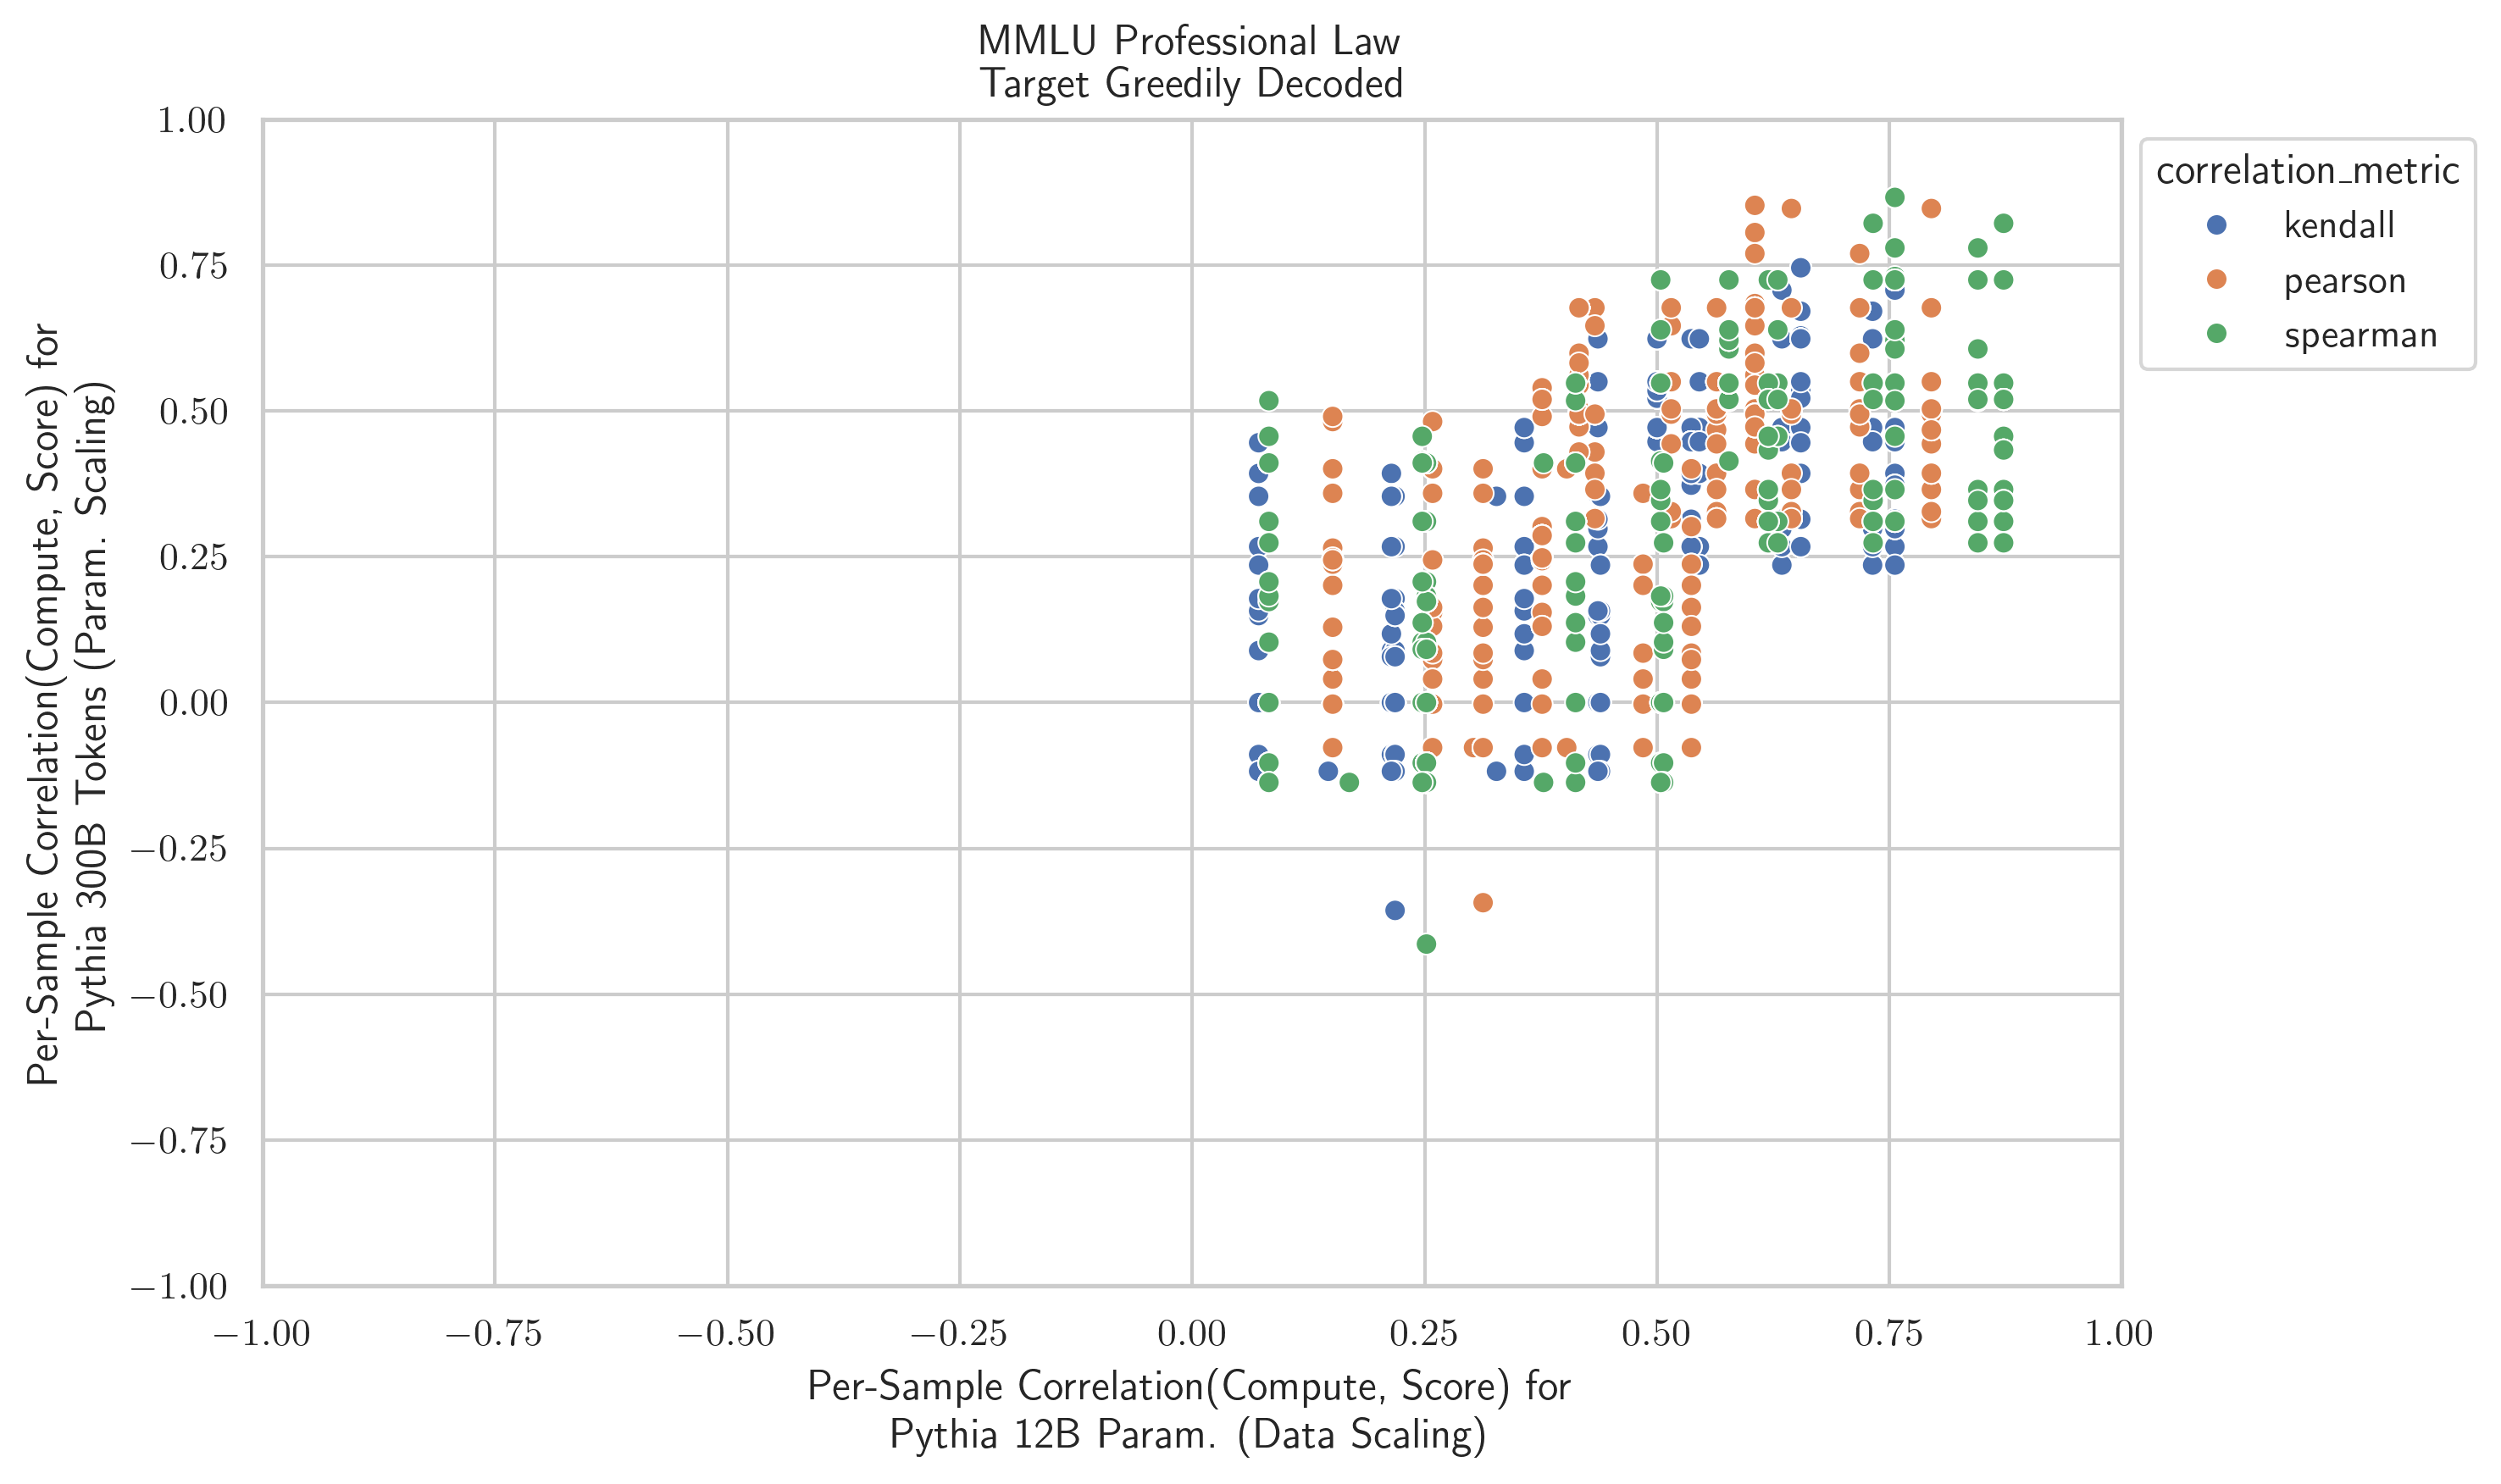 MMLU Professional Law
Target Greedily Decoded
Per-Sample Correlation(Compute, Score) for
Pythia 300B Tokens (Param. Scaling)
1.00
0.75
0.50
0.25
0.00
−0.25
−0.50
−0.75
−1.00
−1.00 −0.75 −0.50 −0.25 0.00 0.25 0.50 0.75 1.00
Per-Sample Correlation(Compute, Score) for
Pythia 12B Param. (Data Scaling)
correlation_metric
kendall
pearson
spearman